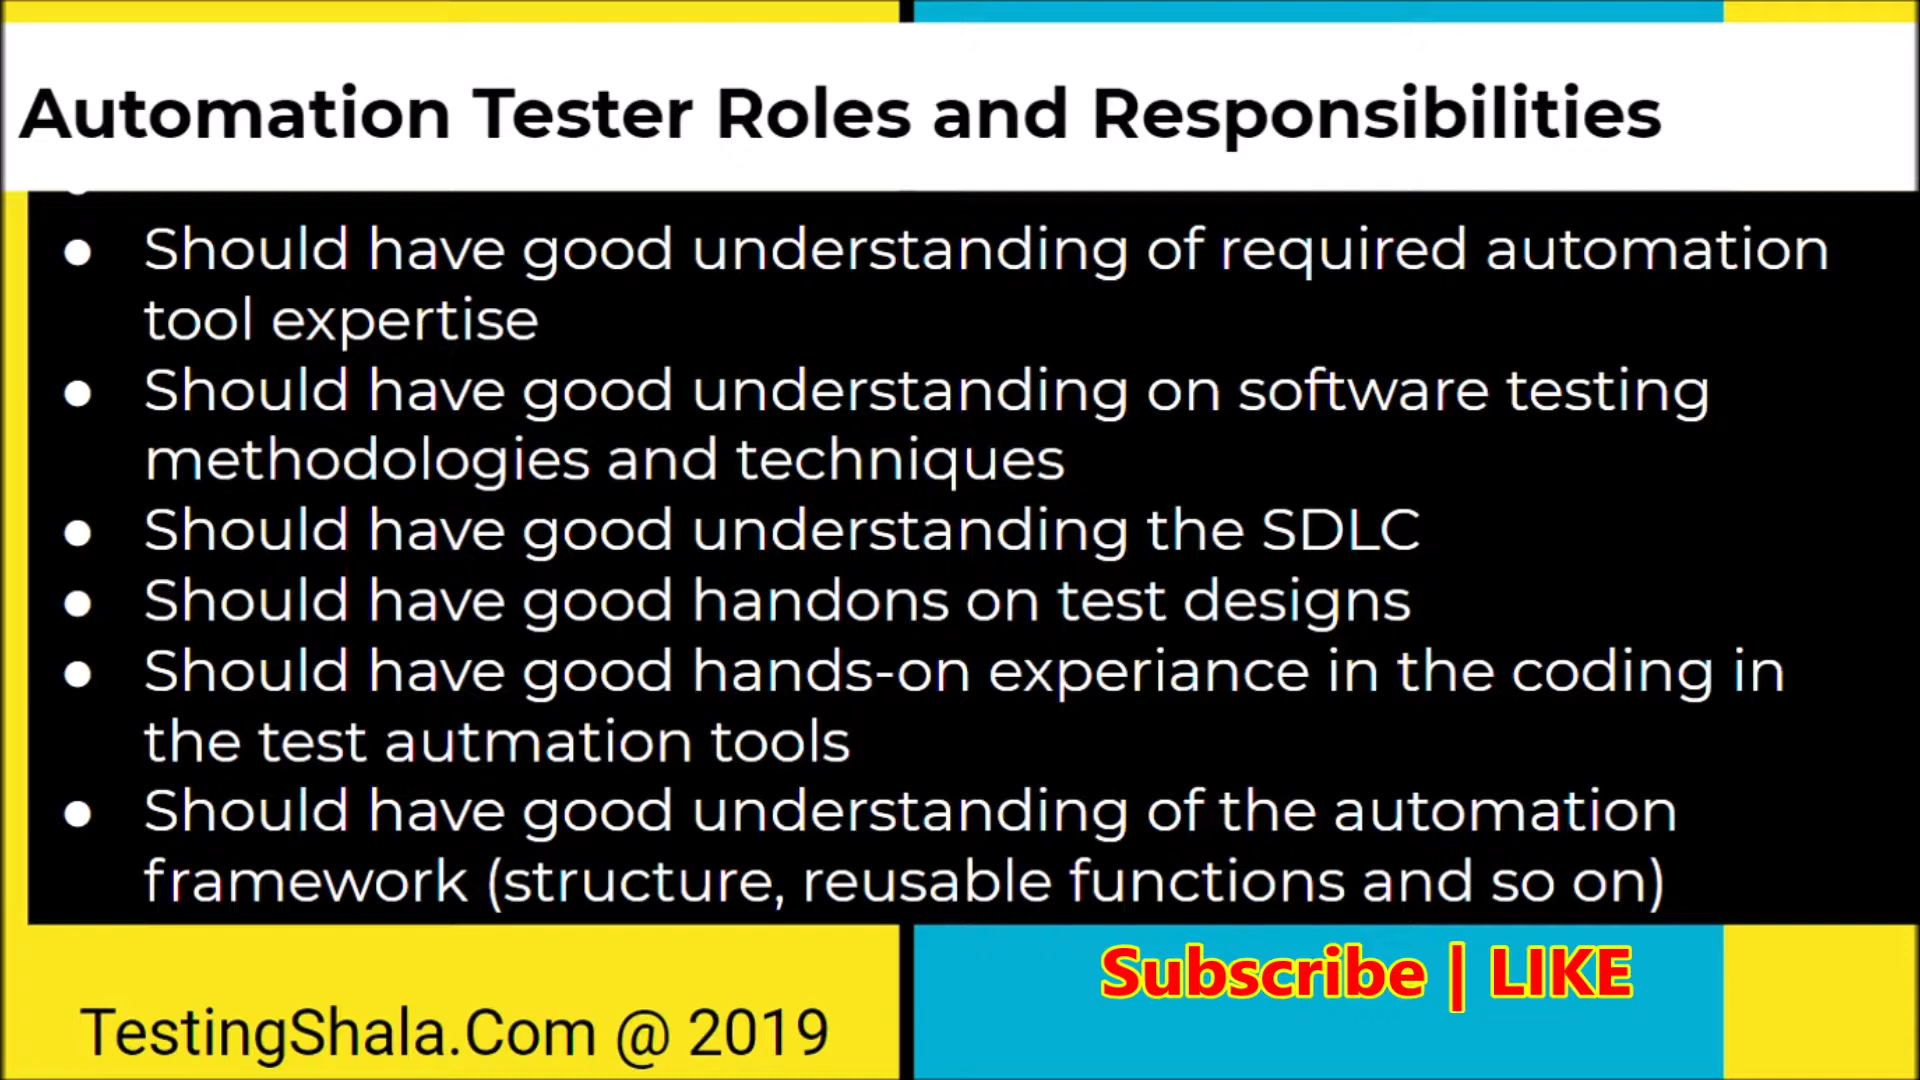 Automation Tester Roles and Responsibilities
● Should have good understanding of required automation
tool expertise
● Should have good understanding on software testing
methodologies and techniques
● Should have good understanding the SDLC
● Should have good handons on test designs
● Should have good hands-on experiance in the coding in
the test autmation tools
● Should have good understanding of the automation
framework (structure, reusable functions and so on)
Subscribe | LIKE
TestingShala.Com @ 2019